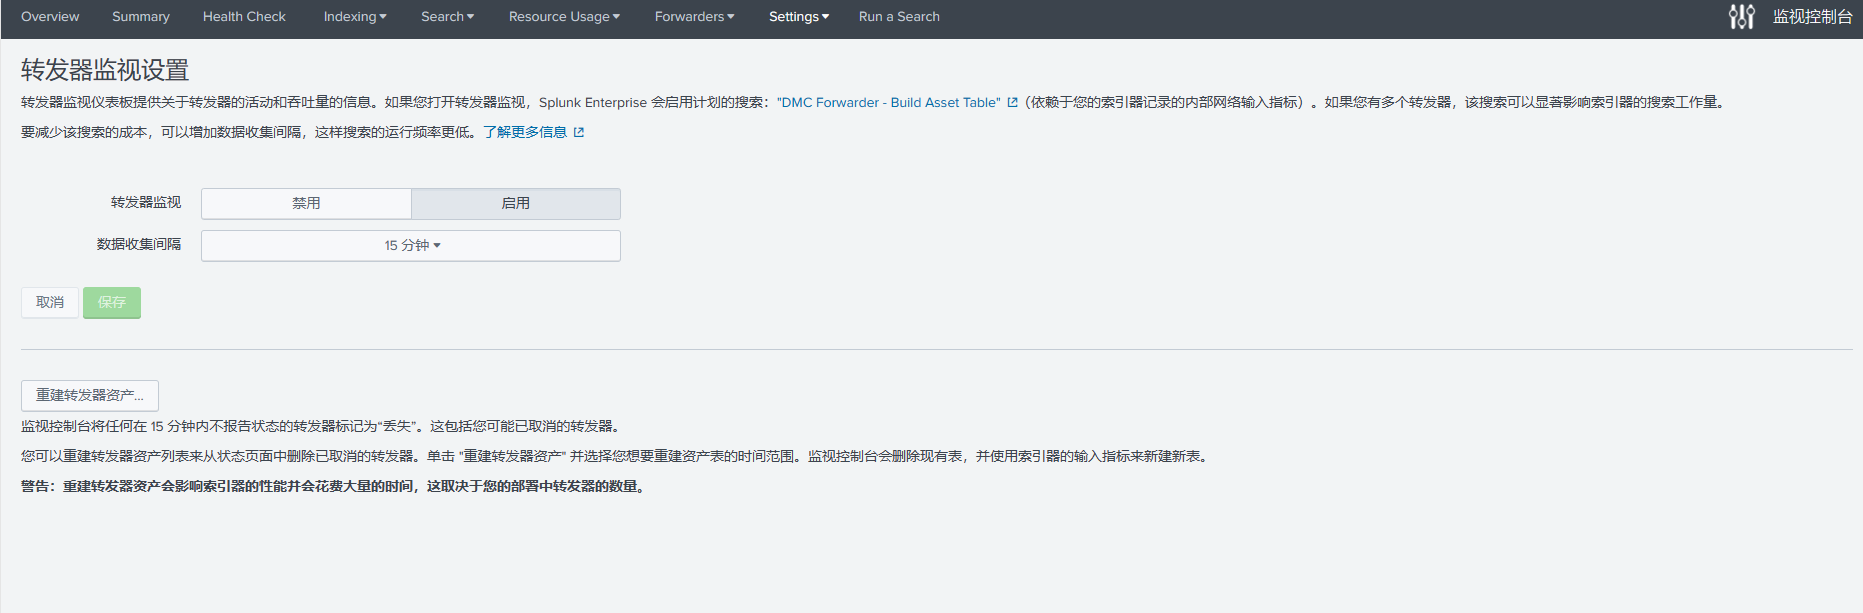 Overview Summary Health Check Indexing Search Resource Usage Forwarders Settings Run a Search 监视控制台
转发器监视设置
转发器监视仪表板提供关于转发器的活动和吞吐量的信息。如果您打开转发器监视，Splunk Enterprise 会启用计划的搜索："DMC Forwarder - Build Asset Table" （依赖于您的索引器记录的内部网络输入指标）。如果您有多个转发器，该搜索可以显著影响索引器的搜索工作量。
要减少该搜索的成本，可以增加数据收集间隔，这样搜索的运行频率更低。了解更多信息
转发器监视 禁用 启用
数据收集间隔 15 分钟
取消 保存
重建转发器资产...
监视控制台将任何在 15 分钟内不报告状态的转发器标记为“丢失”。这包括您可能已取消的转发器。
您可以重建转发器资产列表来从状态页面中删除已取消的转发器。单击 "重建转发器资产" 并选择您想要重建资产表的时间范围。监视控制台会删除现有表，并使用索引器的输入指标来新建新表。
警告：重建转发器资产会影响索引器的性能并会花费大量的时间，这取决于您的部署中转发器的数量。